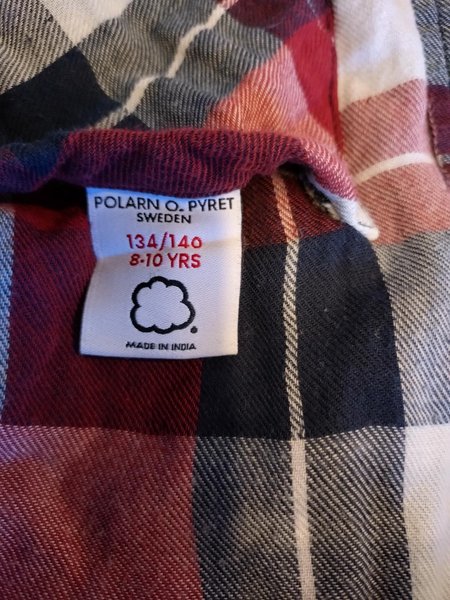 POLARN O. PYRET
SWEDEN
134/140
8-10 YRS
MADE IN INDIA